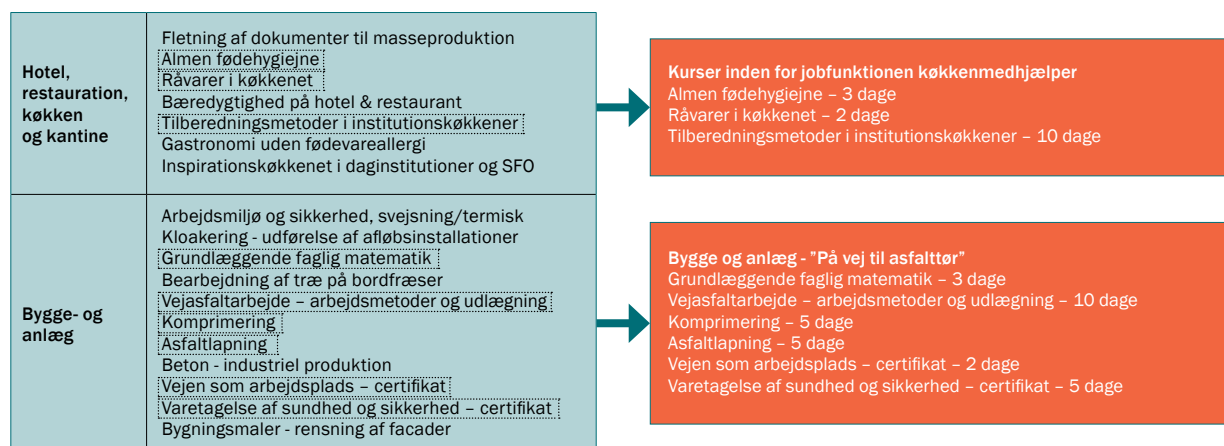 Hotel,
restauration,
køkken
og kantine
Fletning af dokumenter til masseproduktion
Almen fødehygiejne
Råvarer i køkkenet
Bæredygtighed på hotel & restaurant
Tilberedningsmetoder i institutionskøkkener
Gastronomi uden fødevareallergi
Inspirationskøkkenet i daginstitutioner og SFO
Kurser inden for jobfunktionen køkkenmedhjælper
Almen fødehygiejne – 3 dage
Råvarer i køkkenet – 2 dage
Tilberedningsmetoder i institutionskøkkener – 10 dage
Bygge- og
anlæg
Arbejdsmiljø og sikkerhed, svejsning/termisk
Kloakering - udførelse af afløbsinstallationer
Grundlæggende faglig matematik
Bearbejdning af træ på bordfræser
Vejasfaltarbejde – arbejdsmetoder og udlægning
Komprimering
Asfaltlapning
Beton - industriel produktion
Vejen som arbejdsplads – certifikat
Varetagelse af sundhed og sikkerhed – certifikat
Bygningsmaler - rensning af facader
Bygge og anlæg - ”På vej til asfalttør”
Grundlæggende faglig matematik – 3 dage
Vejasfaltarbejde – arbejdsmetoder og udlægning – 10 dage
Komprimering – 5 dage
Asfaltlapning – 5 dage
Vejen som arbejdsplads – certifikat – 2 dage
Varetagelse af sundhed og sikkerhed – certifikat – 5 dage